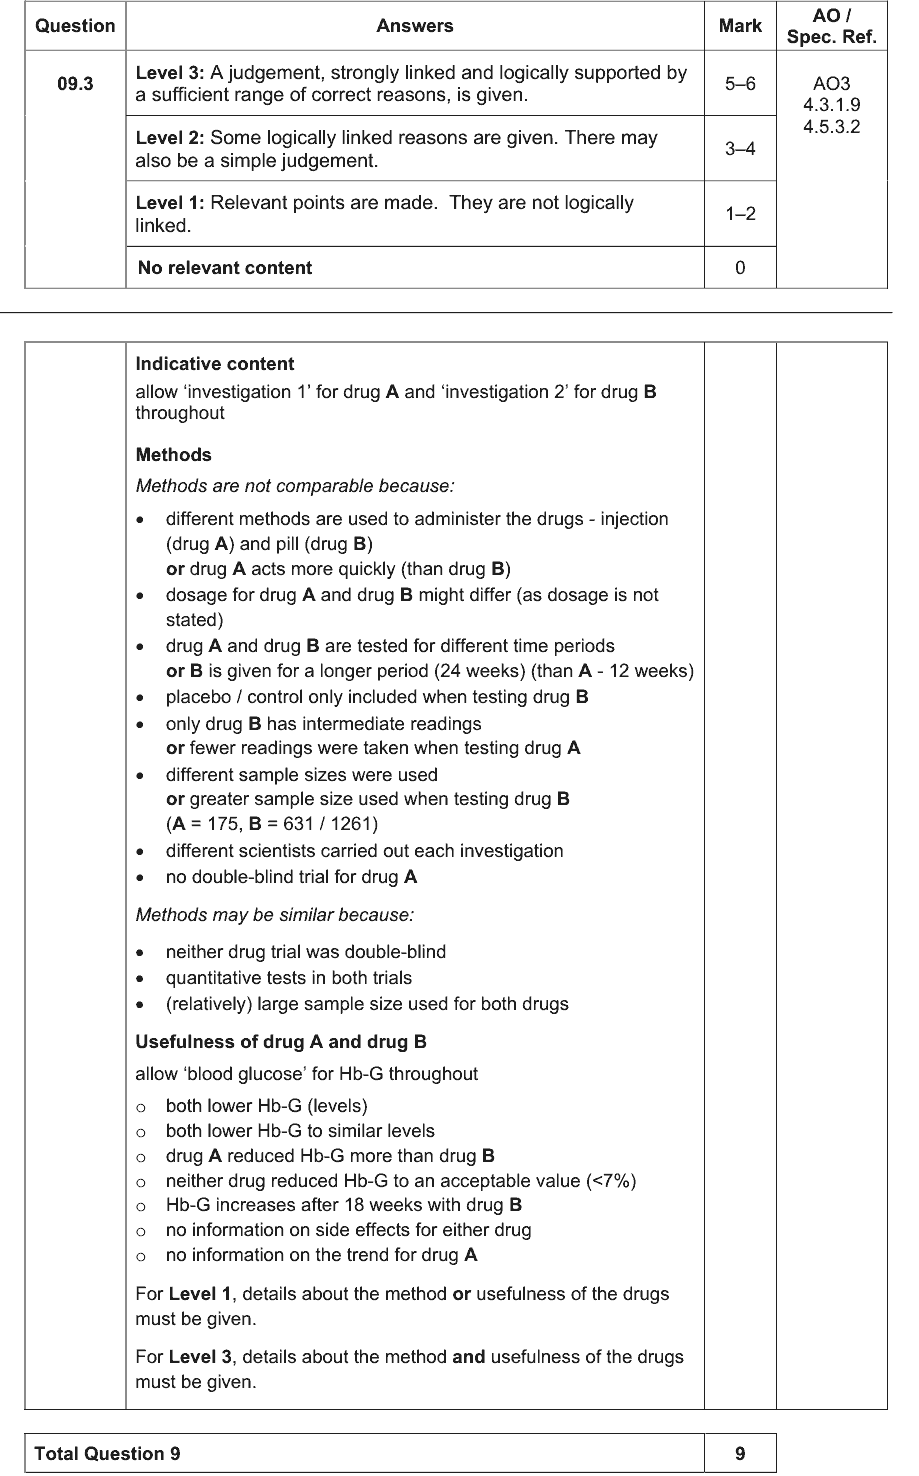 Question Answers Mark AO /
Spec. Ref.
09.3 Level 3: A judgement, strongly linked and logically supported by
a sufficient range of correct reasons, is given. 5–6 AO3
4.3.1.9
4.5.3.2
Level 2: Some logically linked reasons are given. There may
also be a simple judgement. 3–4
Level 1: Relevant points are made. They are not logically
linked. 1–2
No relevant content 0
Indicative content
allow ‘investigation 1’ for drug A and ‘investigation 2’ for drug B
throughout
Methods
Methods are not comparable because:
• different methods are used to administer the drugs - injection
(drug A) and pill (drug B)
or drug A acts more quickly (than drug B)
• dosage for drug A and drug B might differ (as dosage is not
stated)
• drug A and drug B are tested for different time periods
or B is given for a longer period (24 weeks) (than A - 12 weeks)
• placebo / control only included when testing drug B
• only drug B has intermediate readings
or fewer readings were taken when testing drug A
• different sample sizes were used
or greater sample size used when testing drug B
(A = 175, B = 631 / 1261)
• different scientists carried out each investigation
• no double-blind trial for drug A
Methods may be similar because:
• neither drug trial was double-blind
• quantitative tests in both trials
• (relatively) large sample size used for both drugs
Usefulness of drug A and drug B
allow ‘blood glucose’ for Hb-G throughout
o both lower Hb-G (levels)
o both lower Hb-G to similar levels
o drug A reduced Hb-G more than drug B
o neither drug reduced Hb-G to an acceptable value (<7%)
o Hb-G increases after 18 weeks with drug B
o no information on side effects for either drug
o no information on the trend for drug A
For Level 1, details about the method or usefulness of the drugs
must be given.
For Level 3, details about the method and usefulness of the drugs
must be given.
Total Question 9 9